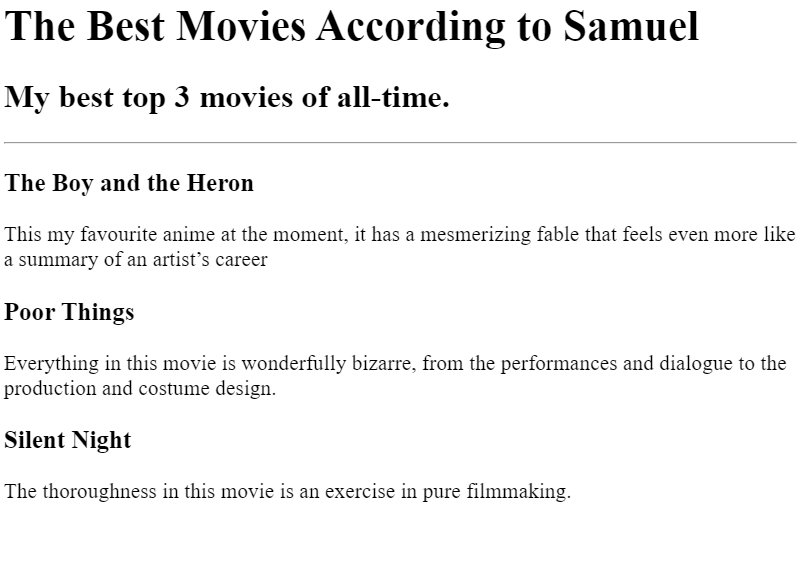 The Best Movies According to Samuel
My best top 3 movies of all-time.
The Boy and the Heron
This my favourite anime at the moment, it has a mesmerizing fable that feels even more like
a summary of an artist’s career
Poor Things
Everything in this movie is wonderfully bizarre, from the performances and dialogue to the
production and costume design.
Silent Night
The thoroughness in this movie is an exercise in pure filmmaking.